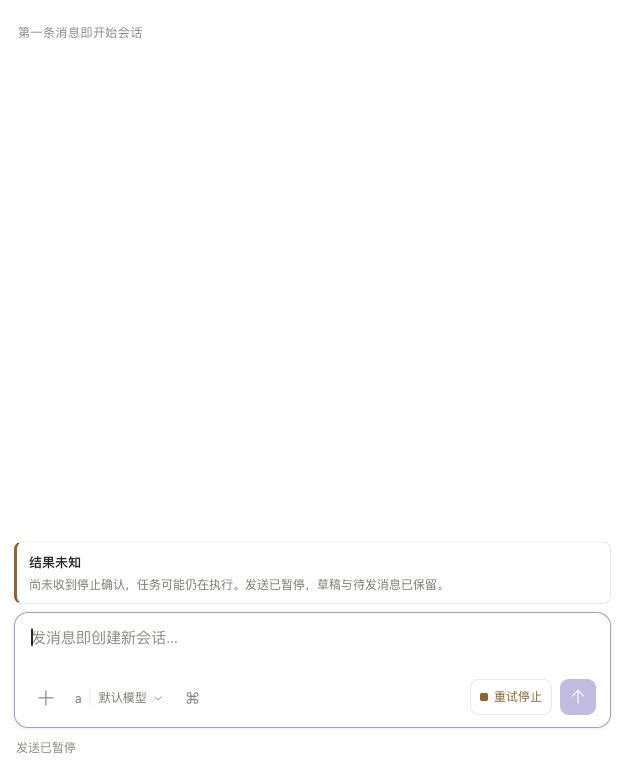 第一条消息即开始会话
结果未知
尚未收到停止确认，任务可能仍在执行。发送已暂停，草稿与待发消息已保留。
发消息即创建新会话...
a 默认模型 ⌘ 重试停止
发送已暂停